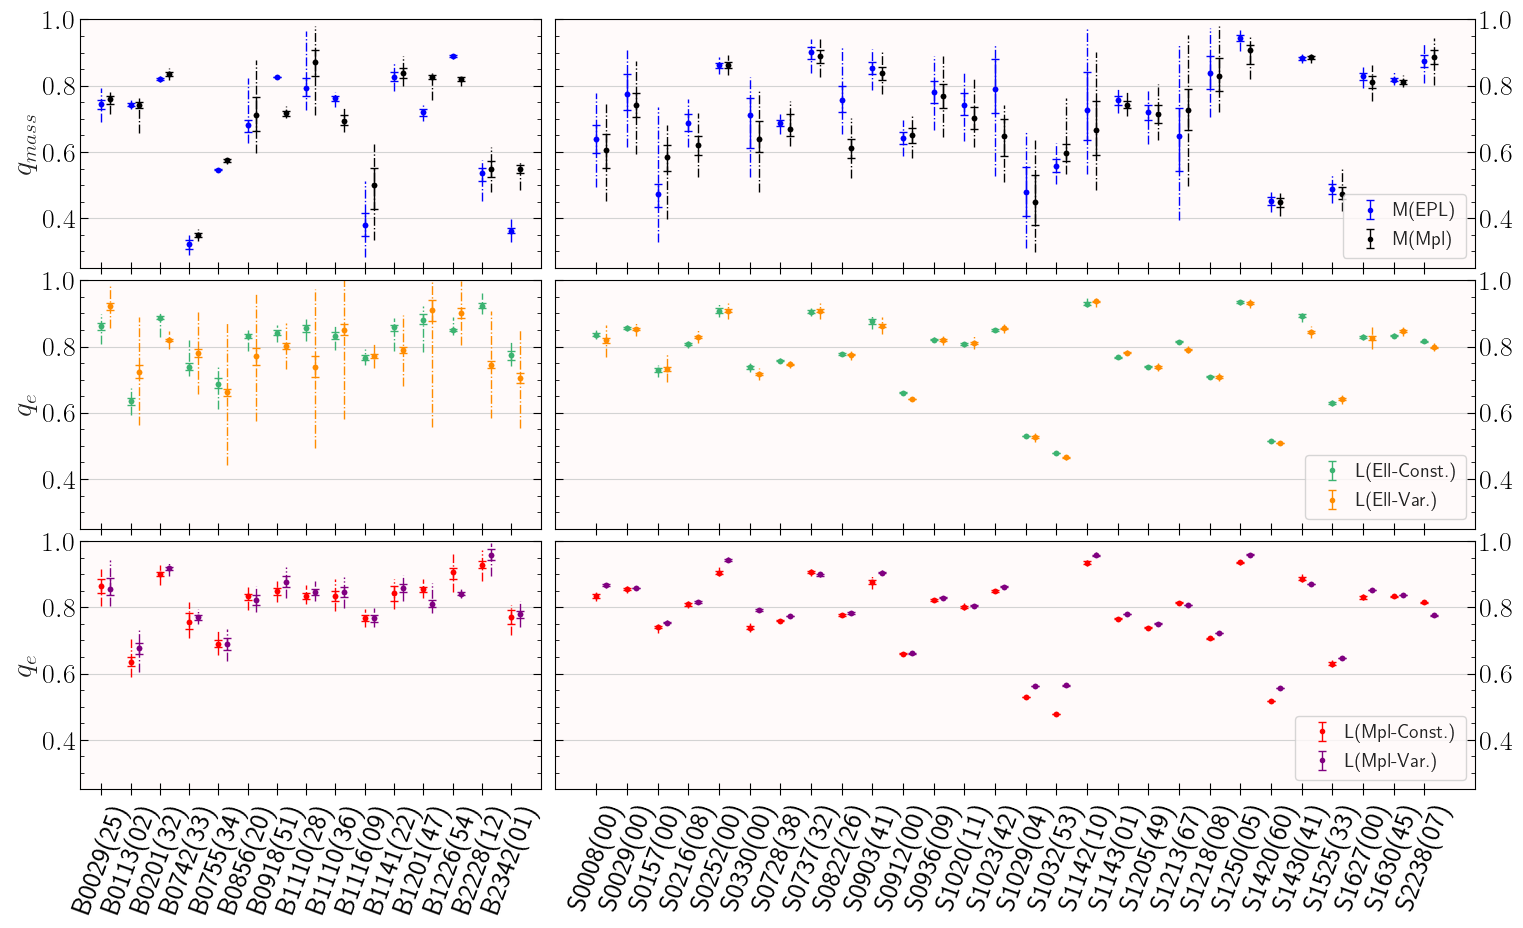 1.0
0.8
0.6
0.4
q_mass
1.0
0.8
0.6
0.4
M(EPL)
M(Mpl)
1.0
0.8
0.6
0.4
q_e
1.0
0.8
0.6
0.4
L(Ell-Const.)
L(Ell-Var.)
1.0
0.8
0.6
0.4
q_e
1.0
0.8
0.6
0.4
L(Mpl-Const.)
L(Mpl-Var.)
B0029(25)
B0113(02)
B0201(32)
B0742(33)
B0755(34)
B0856(20)
B0918(51)
B1110(28)
B1110(36)
B1116(09)
B1141(22)
B1201(47)
B1226(54)
B2228(12)
B2342(01)
S0008(00)
S0029(00)
S0157(00)
S0216(08)
S0252(00)
S0330(00)
S0728(38)
S0737(32)
S0822(26)
S0903(41)
S0912(00)
S0936(09)
S1020(11)
S1023(42)
S1029(04)
S1032(53)
S1142(10)
S1143(01)
S1205(49)
S1213(67)
S1218(08)
S1250(05)
S1420(60)
S1430(41)
S1525(33)
S1627(00)
S1630(45)
S2238(07)